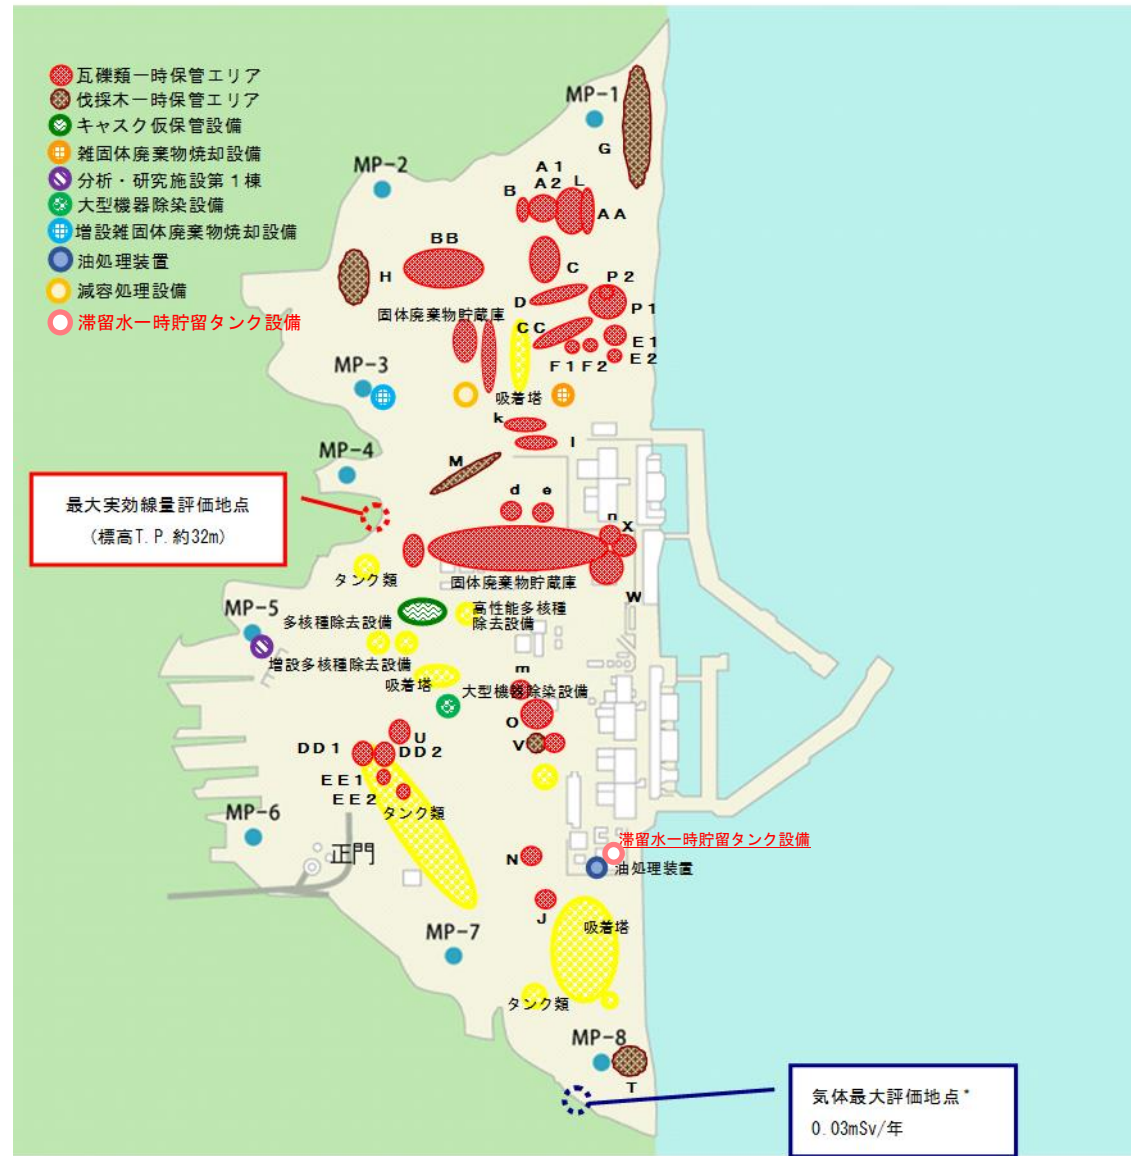 瓦礫類一時保管エリア
伐採木一時保管エリア
キャスク仮保管設備
雑固体廃棄物焼却設備
分析・研究施設第1棟
大型機器除染設備
増設雑固体廃棄物焼却設備
油処理装置
減容処理設備
滞留水一時貯留タンク設備
MP-1
G
MP-2
A1
A2
L
B
AA
BB
H
C
P2
D
P1
固体廃棄物貯蔵庫
CC
E1
E2
F1
F2
MP-3
吸着塔
k
l
MP-4
M
d
e
最大実効線量評価地点
(標高T.P.約32m)
n
X
タンク類
固体廃棄物貯蔵庫
W
MP-5
多核種除去設備
高性能多核種
除去設備
増設多核種除去設備
吸着塔
m
大型機器除染設備
O
U
V
DD1
DD2
EE1
EE2
タンク類
MP-6
正門
滞留水一時貯留タンク設備
N
油処理装置
J
吸着塔
MP-7
タンク類
MP-8
T
気体最大評価地点*
0.03mSv/年